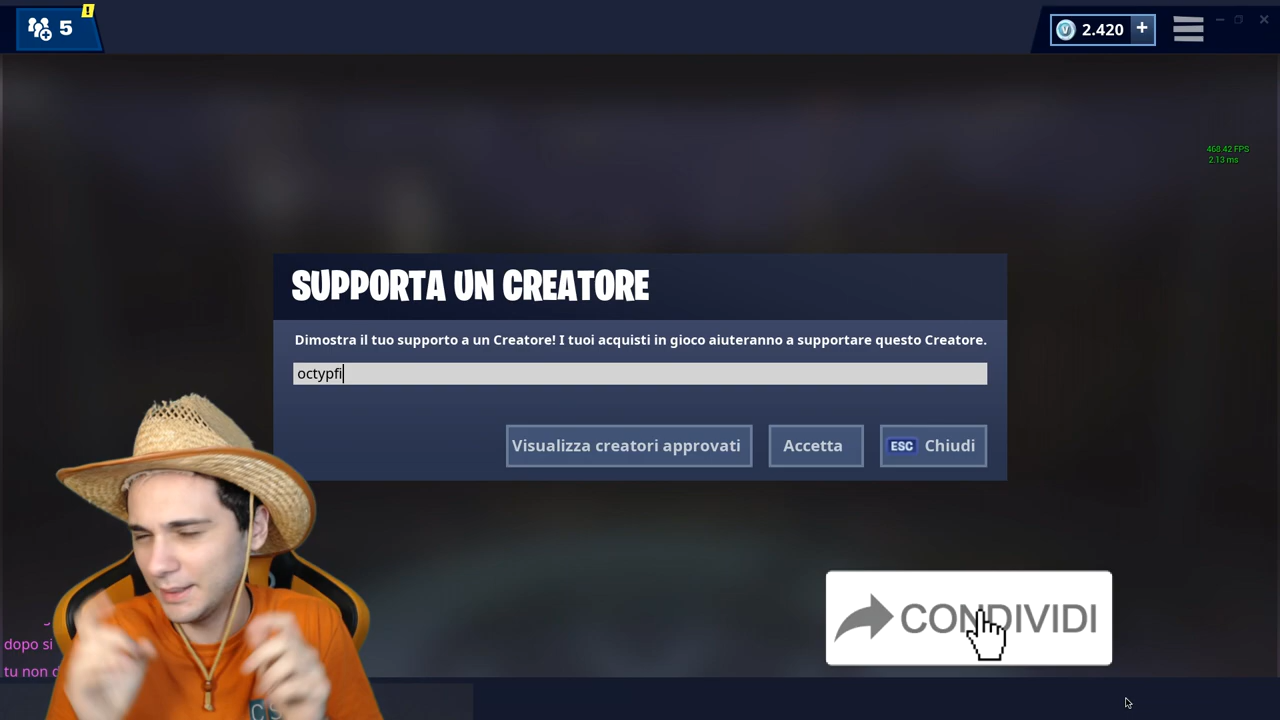 !
5
2.420 +
468.42 FPS
2.13 ms
SUPPORTA UN CREATORE
Dimostra il tuo supporto a un Creatore! I tuoi acquisti in gioco aiuteranno a supportare questo Creatore.
octypfi
Visualizza creatori approvati
Accetta
ESC Chiudi
CONDIVIDI
dopo si
tu non